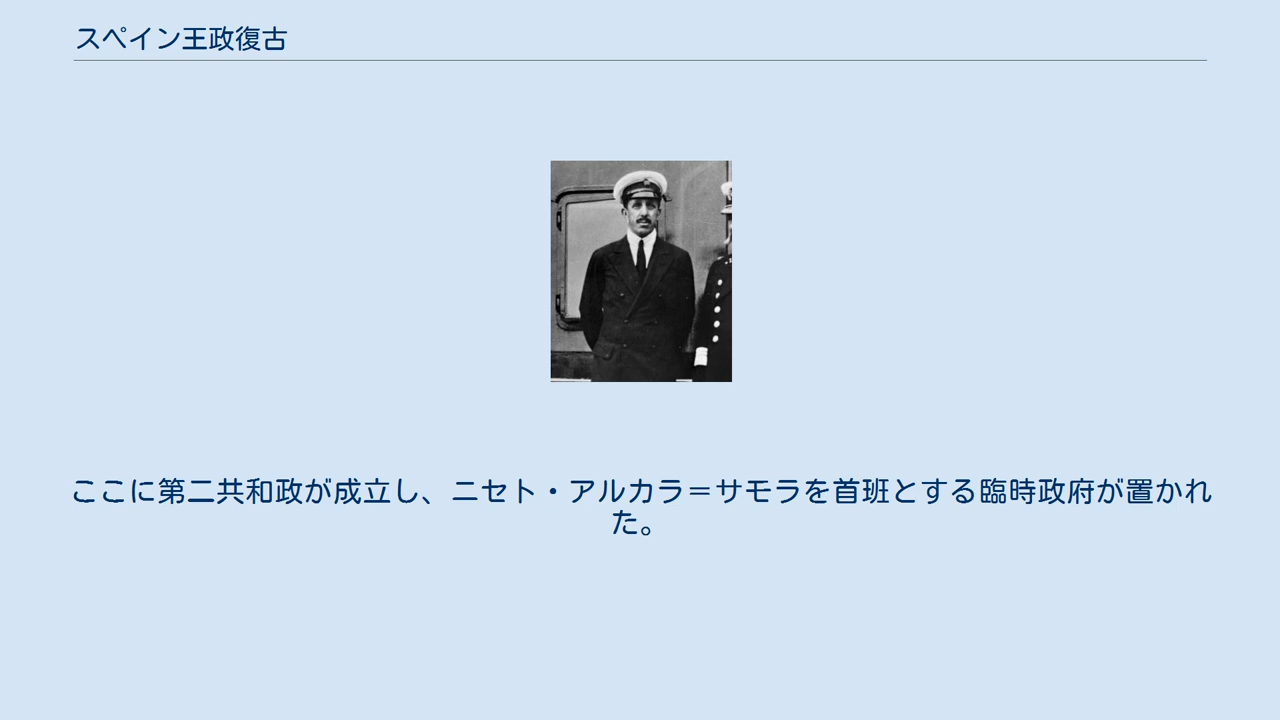 スペイン王政復古
ここに第二共和政が成立し、ニセト・アルカラ＝サモラを首班とする臨時政府が置かれ
た。